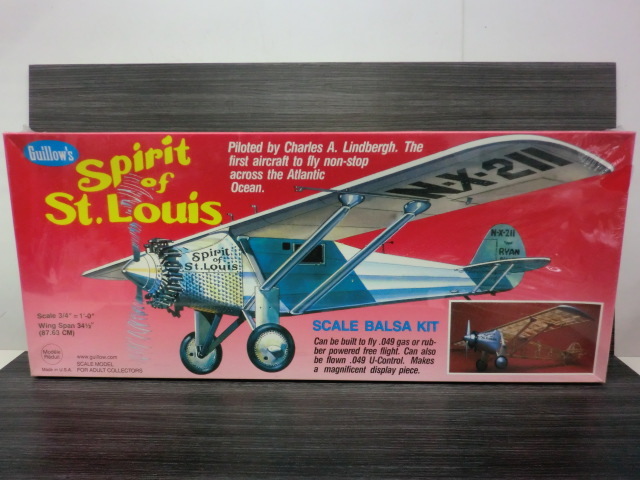 Guillow's
Spirit
of
St. Louis
Piloted by Charles A. Lindbergh. The
first aircraft to fly non-stop
across the Atlantic
Ocean.
N-X-211
N-X-211
RYAN
Spirit
of
St. Louis
Scale 3/4" = 1'-0"
Wing Span 34½"
(87.63 CM)
SCALE BALSA KIT
Can be built to fly .049 gas or rub-
ber powered free flight. Can also
be flown .049 U-Control. Makes
a magnificent display piece.
www.guillow.com
SCALE MODEL
FOR ADULT COLLECTORS
Made in U.S.A.